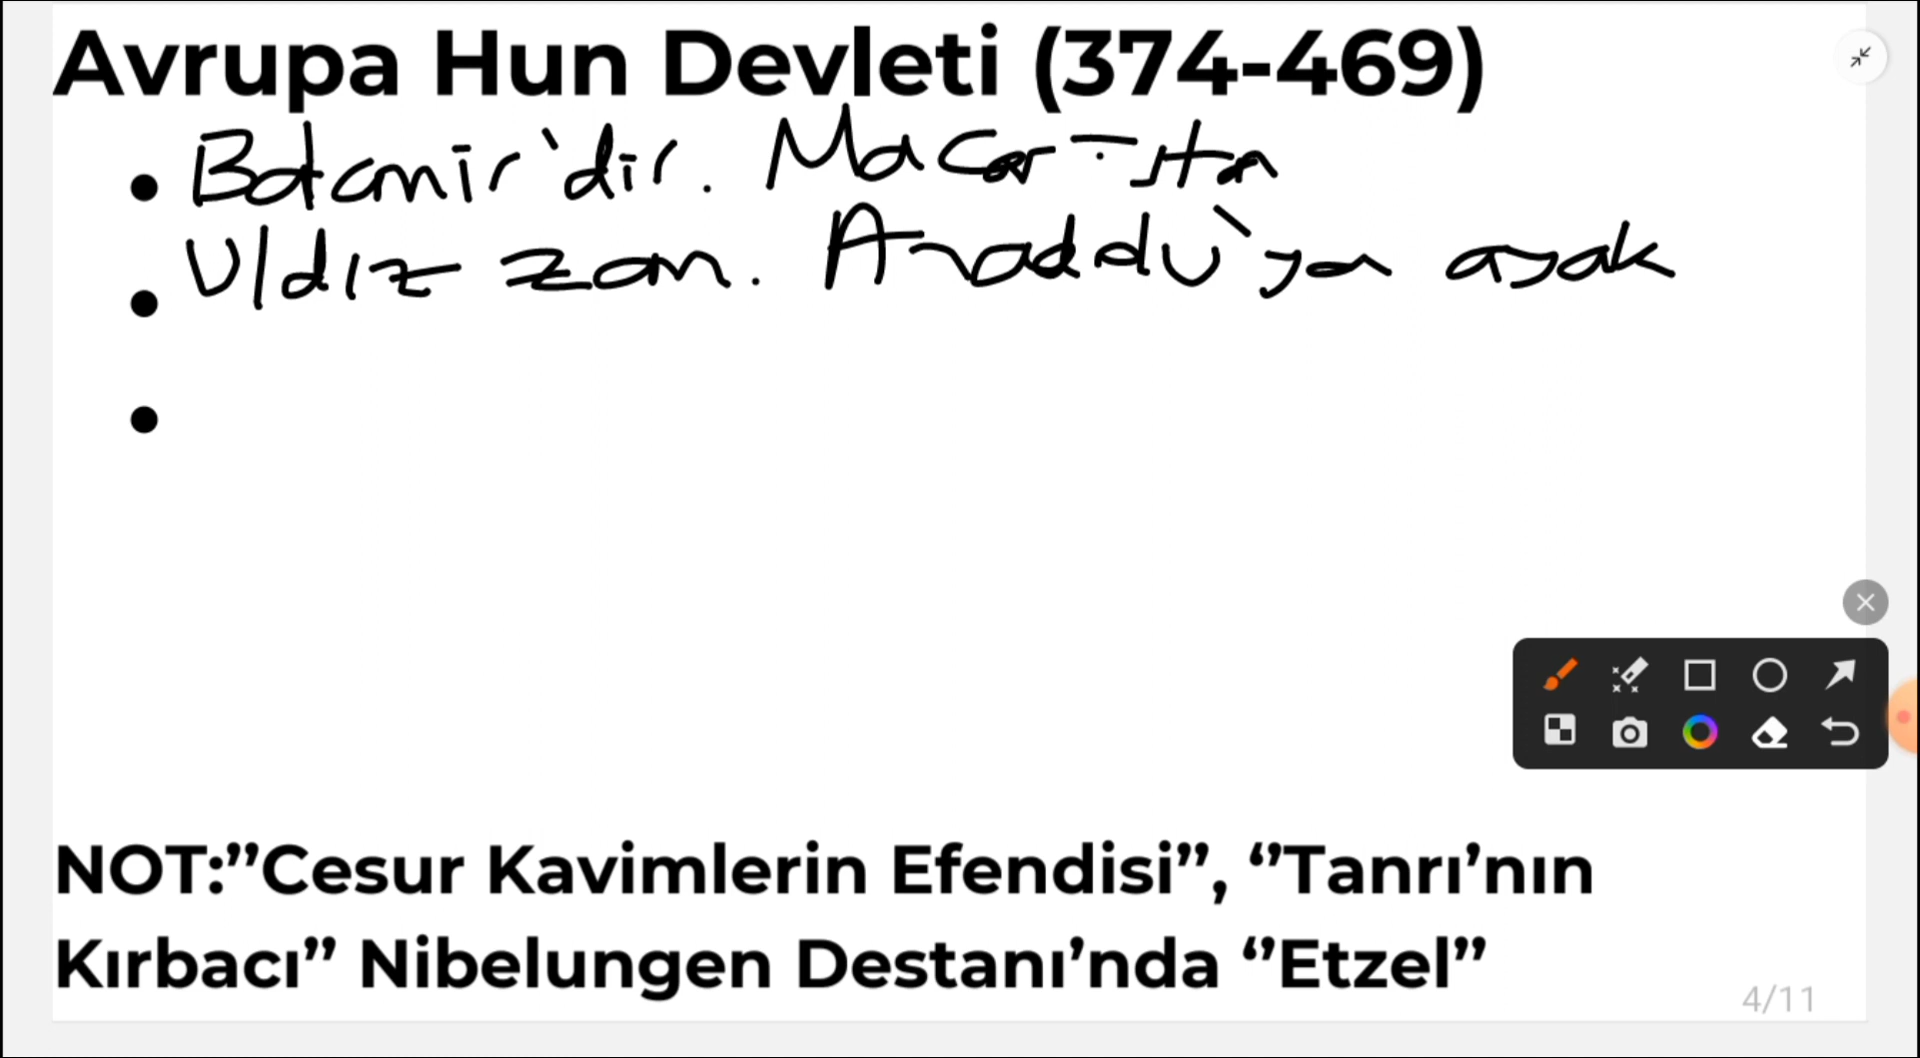 Avrupa Hun Devleti (374-469)
• Balamir'dir. Macaristan
• Uldız zam. Anadolu'ya ayak
•
NOT:’’Cesur Kavimlerin Efendisi’’, ‘’Tanrı’nın
Kırbacı’’ Nibelungen Destanı’nda ‘’Etzel’’
4/11